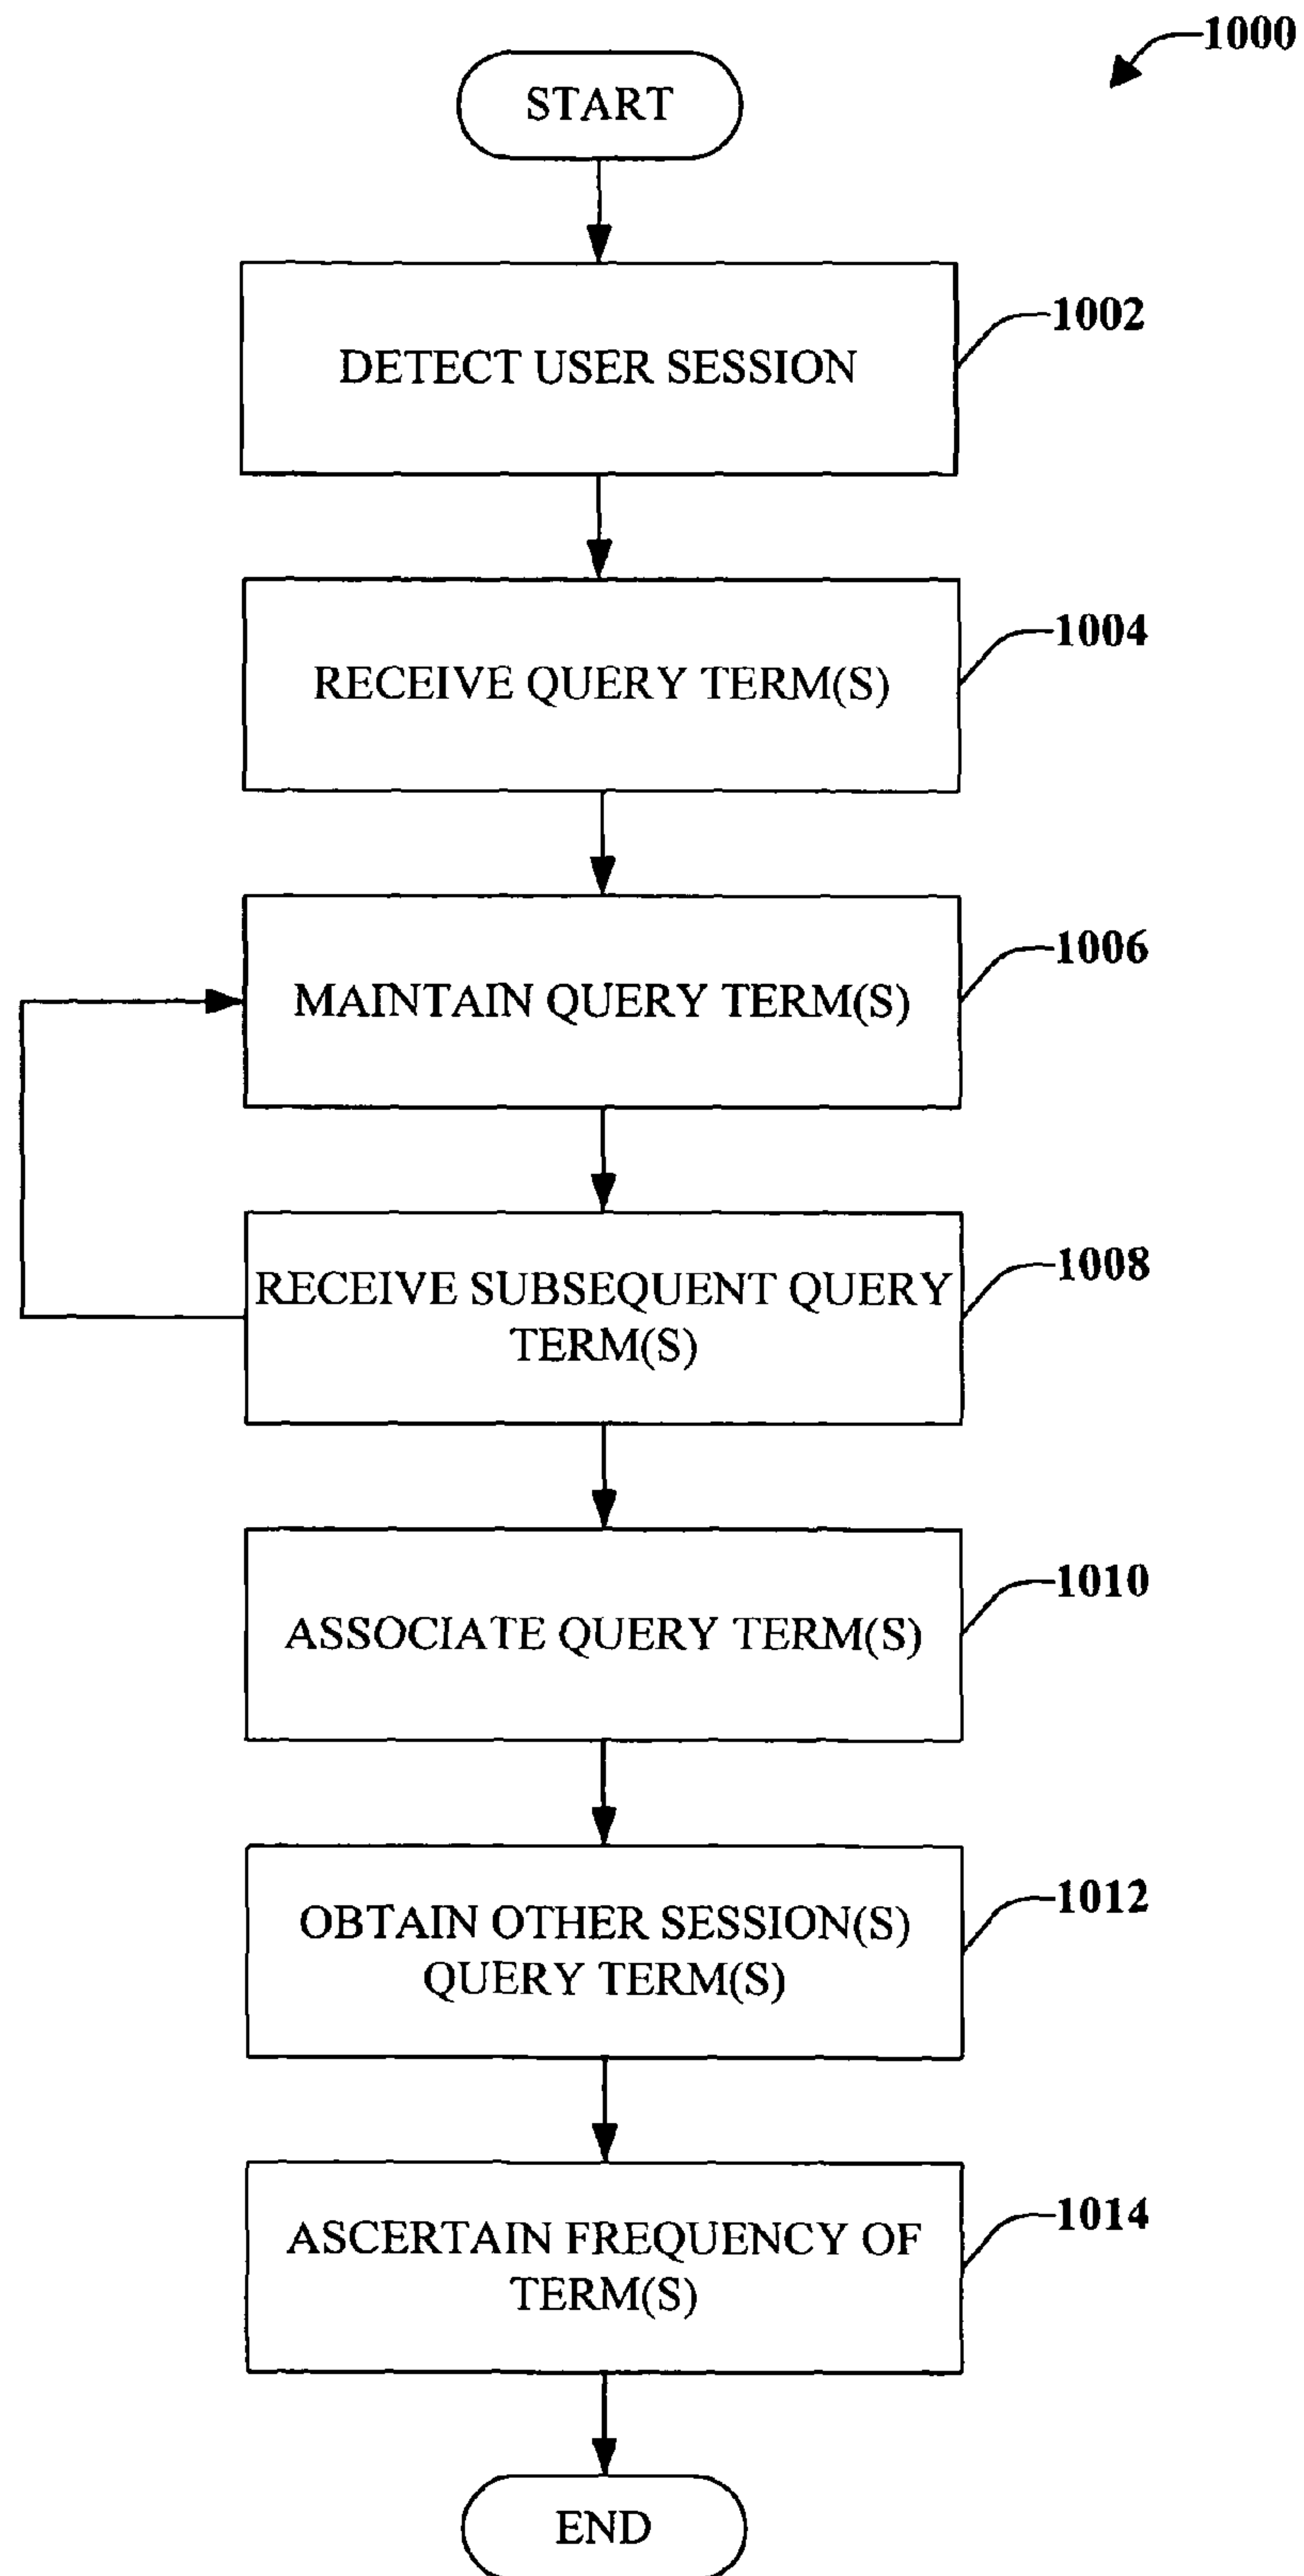 1000
START
DETECT USER SESSION
1002
RECEIVE QUERY TERM(S)
1004
MAINTAIN QUERY TERM(S)
1006
RECEIVE SUBSEQUENT QUERY
TERM(S)
1008
ASSOCIATE QUERY TERM(S)
1010
OBTAIN OTHER SESSION(S)
QUERY TERM(S)
1012
ASCERTAIN FREQUENCY OF
TERM(S)
1014
END